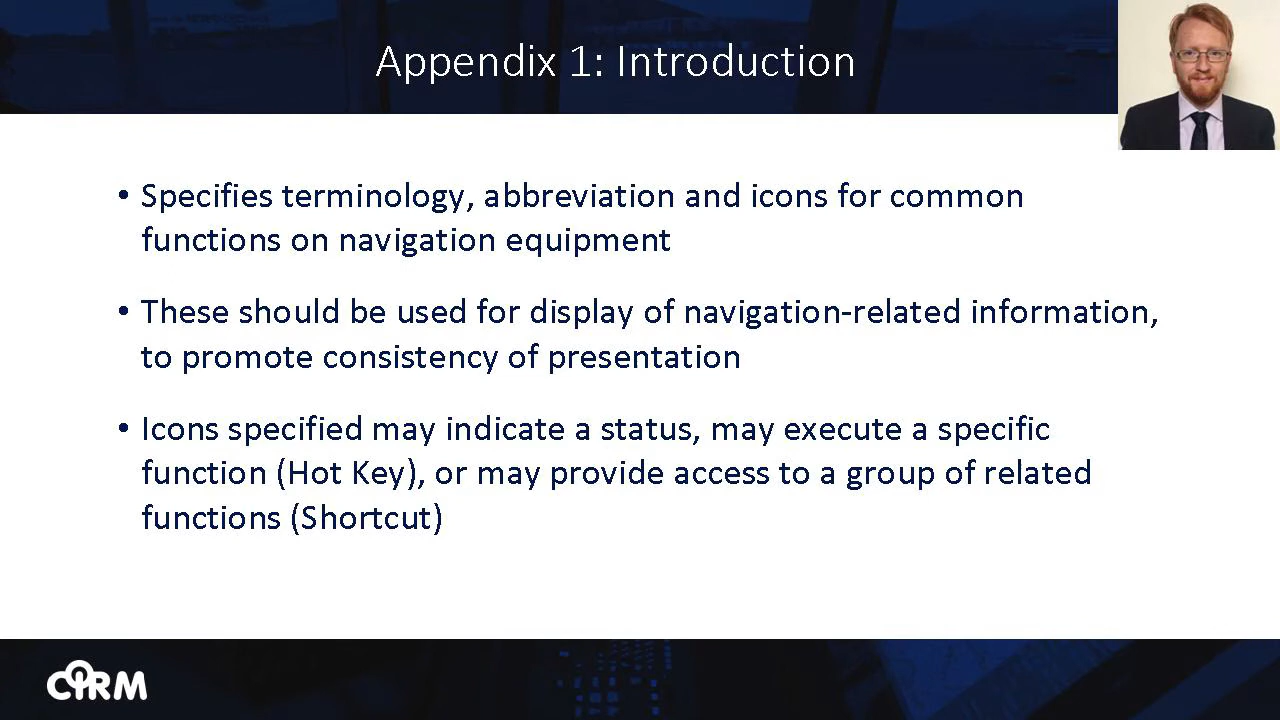 Appendix 1: Introduction
• Specifies terminology, abbreviation and icons for common
functions on navigation equipment
• These should be used for display of navigation-related information,
to promote consistency of presentation
• Icons specified may indicate a status, may execute a specific
function (Hot Key), or may provide access to a group of related
functions (Shortcut)
CIRM